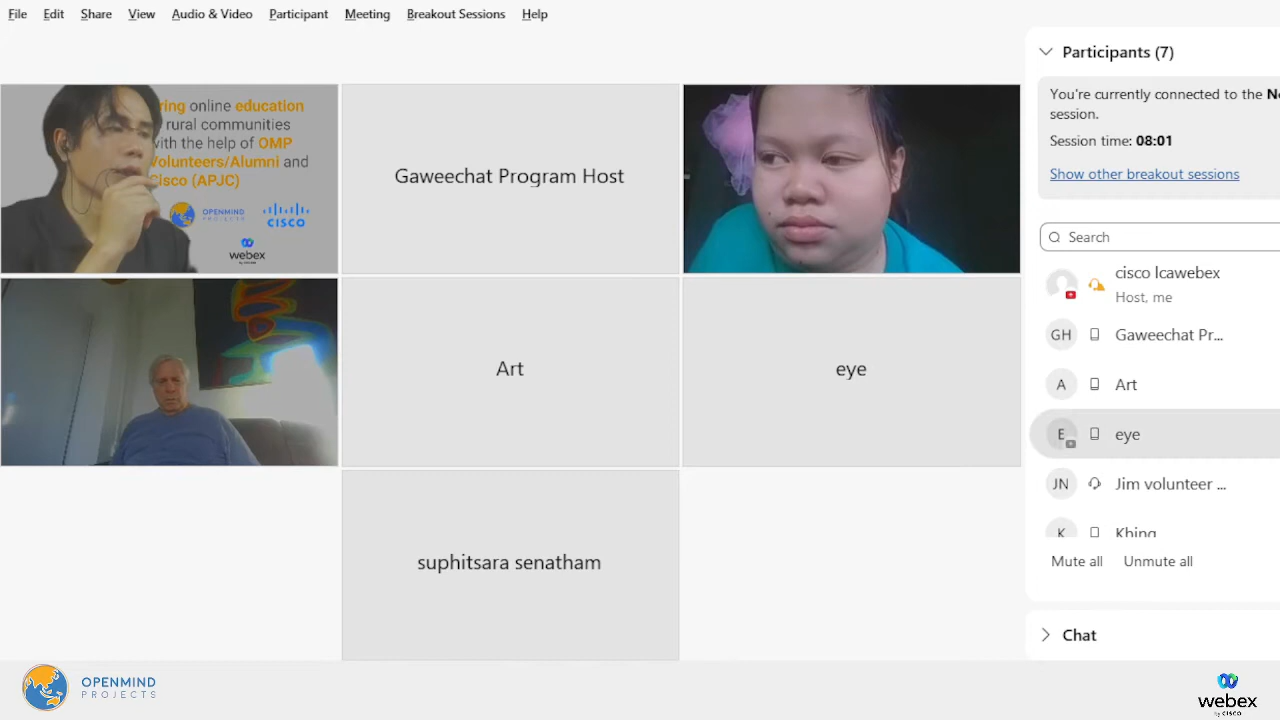 File Edit Share View Audio & Video Participant Meeting Breakout Sessions Help
Participants (7)
You're currently connected to the
session.
Session time: 08:01
Show other breakout sessions
Search
cisco lcawebex
Host, me
GH Gaweechat Pr...
A Art
E eye
JN Jim volunteer ...
K Khing
Mute all Unmute all
Chat
online education
rural communities
with the help of OMP
Volunteers/Alumni and
Cisco (APJC)
OPENMIND
PROJECTS
CISCO
webex
Gaweechat Program Host
Art
eye
suphitsara senatham
OPENMIND
PROJECTS
webex
by CISCO